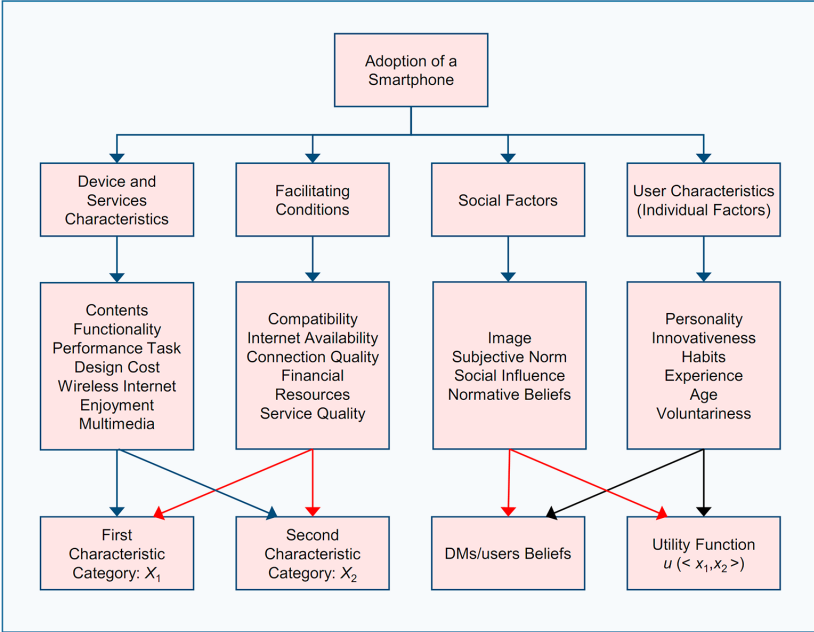 Adoption of a
Smartphone
Device and
Services
Characteristics
Facilitating
Conditions
Social Factors
User Characteristics
(Individual Factors)
Contents
Functionality
Performance Task
Design Cost
Wireless Internet
Enjoyment
Multimedia
Compatibility
Internet Availability
Connection Quality
Financial
Resources
Service Quality
Image
Subjective Norm
Social Influence
Normative Beliefs
Personality
Innovativeness
Habits
Experience
Age
Voluntariness
First
Characteristic
Category: X₁
Second
Characteristic
Category: X₂
DMs/users Beliefs
Utility Function
u (< x₁,x₂ >)